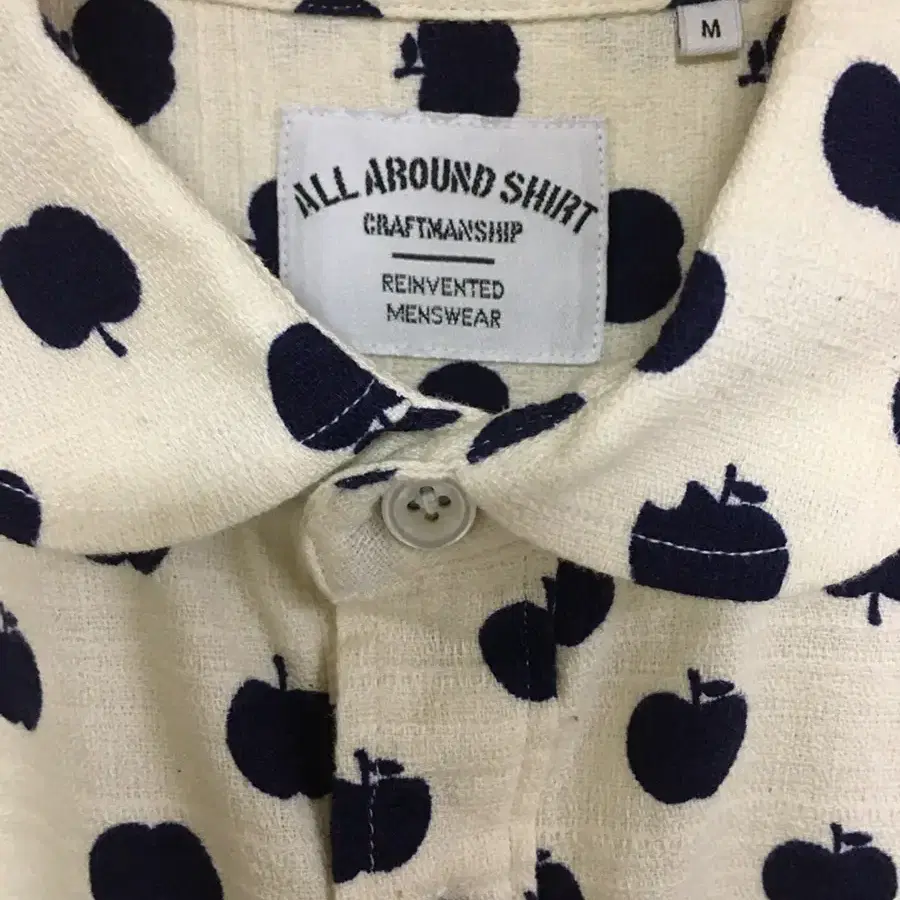 M
ALL AROUND SHIRT
CRAFTMANSHIP
REINVENTED
MENSWEAR